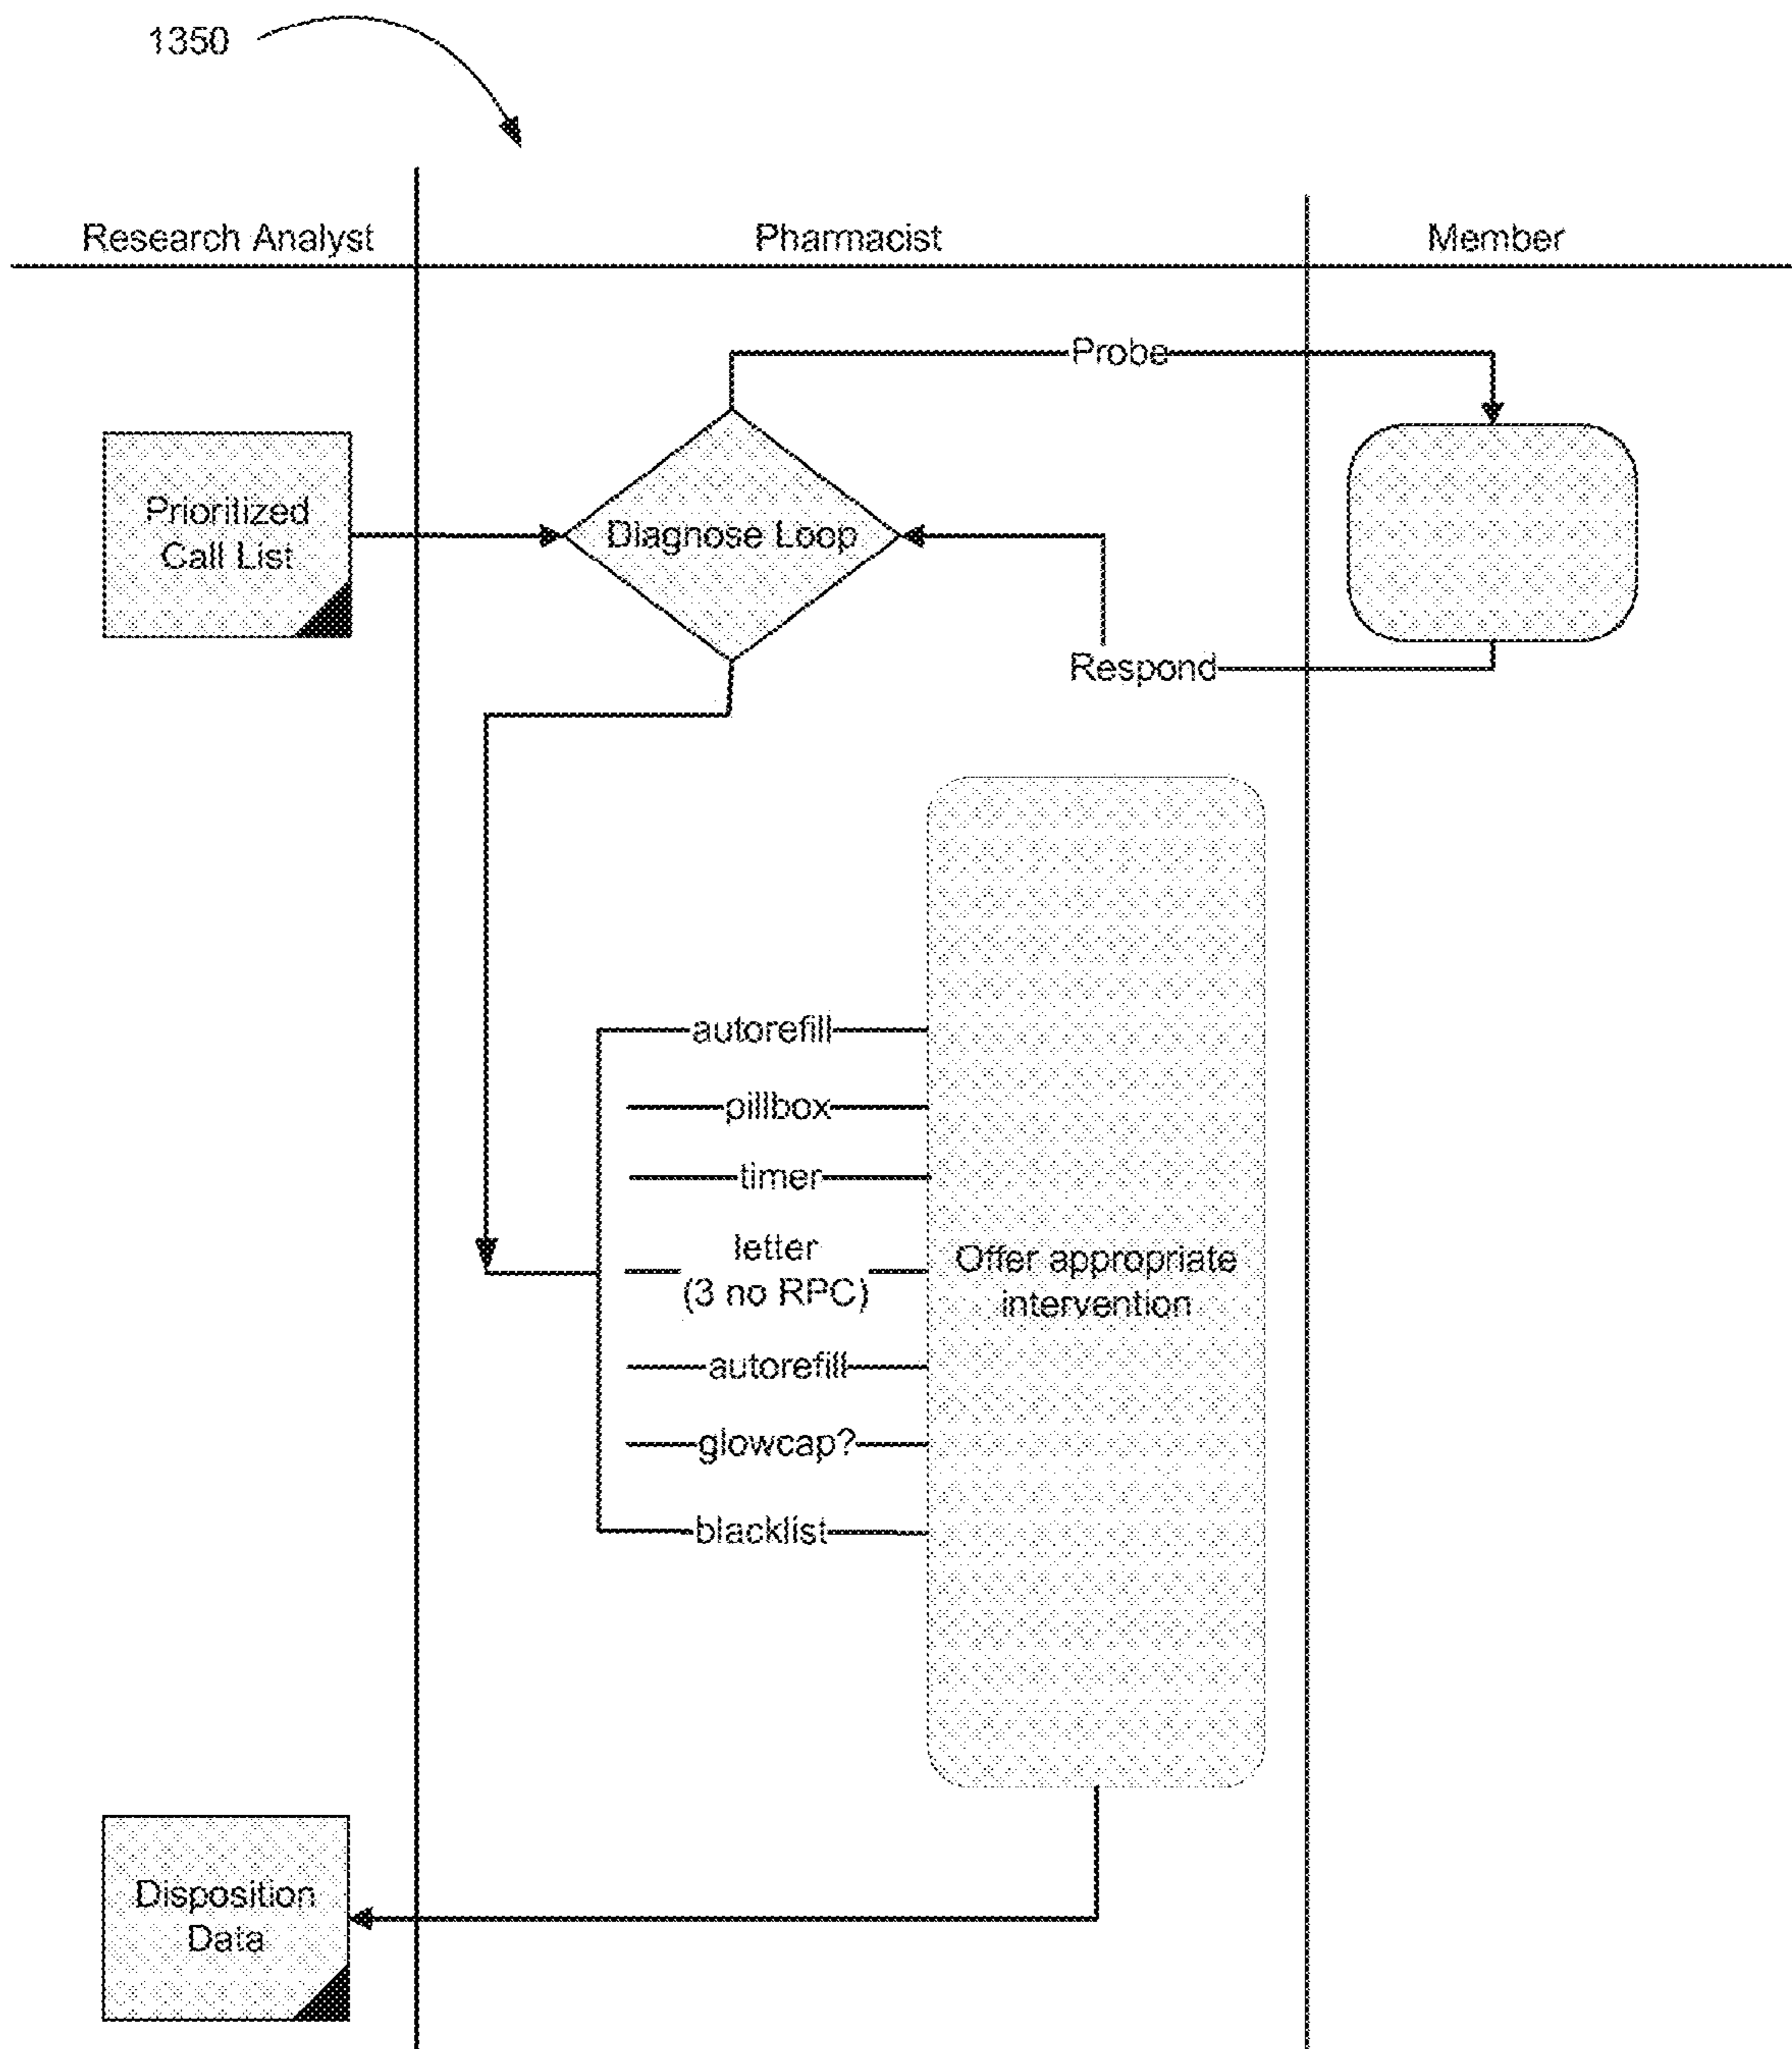 1350
Research Analyst
Pharmacist
Member
Probe
Prioritized
Call List
Diagnose Loop
Respond
autorefill
pillbox
timer
letter
(3 no RPC)
Offer appropriate
intervention
autorefill
glowcap?
blacklist
Disposition
Data